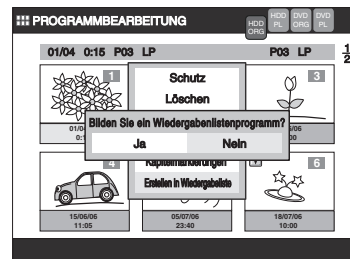 PROGRAMMBEARBEITUNG
HDD ORG
HDD PL
DVD ORG
DVD PL
01/04 0:15 P03 LP P03 LP 1/2
1
3
Schutz
Löschen
Bilden Sie ein Wiedergabenlistenprogramm?
Ja Nein
4
6
Erstellen in Wiedergabeliste
15/06/06
11:05
05/07/06
23:40
18/07/06
10:00